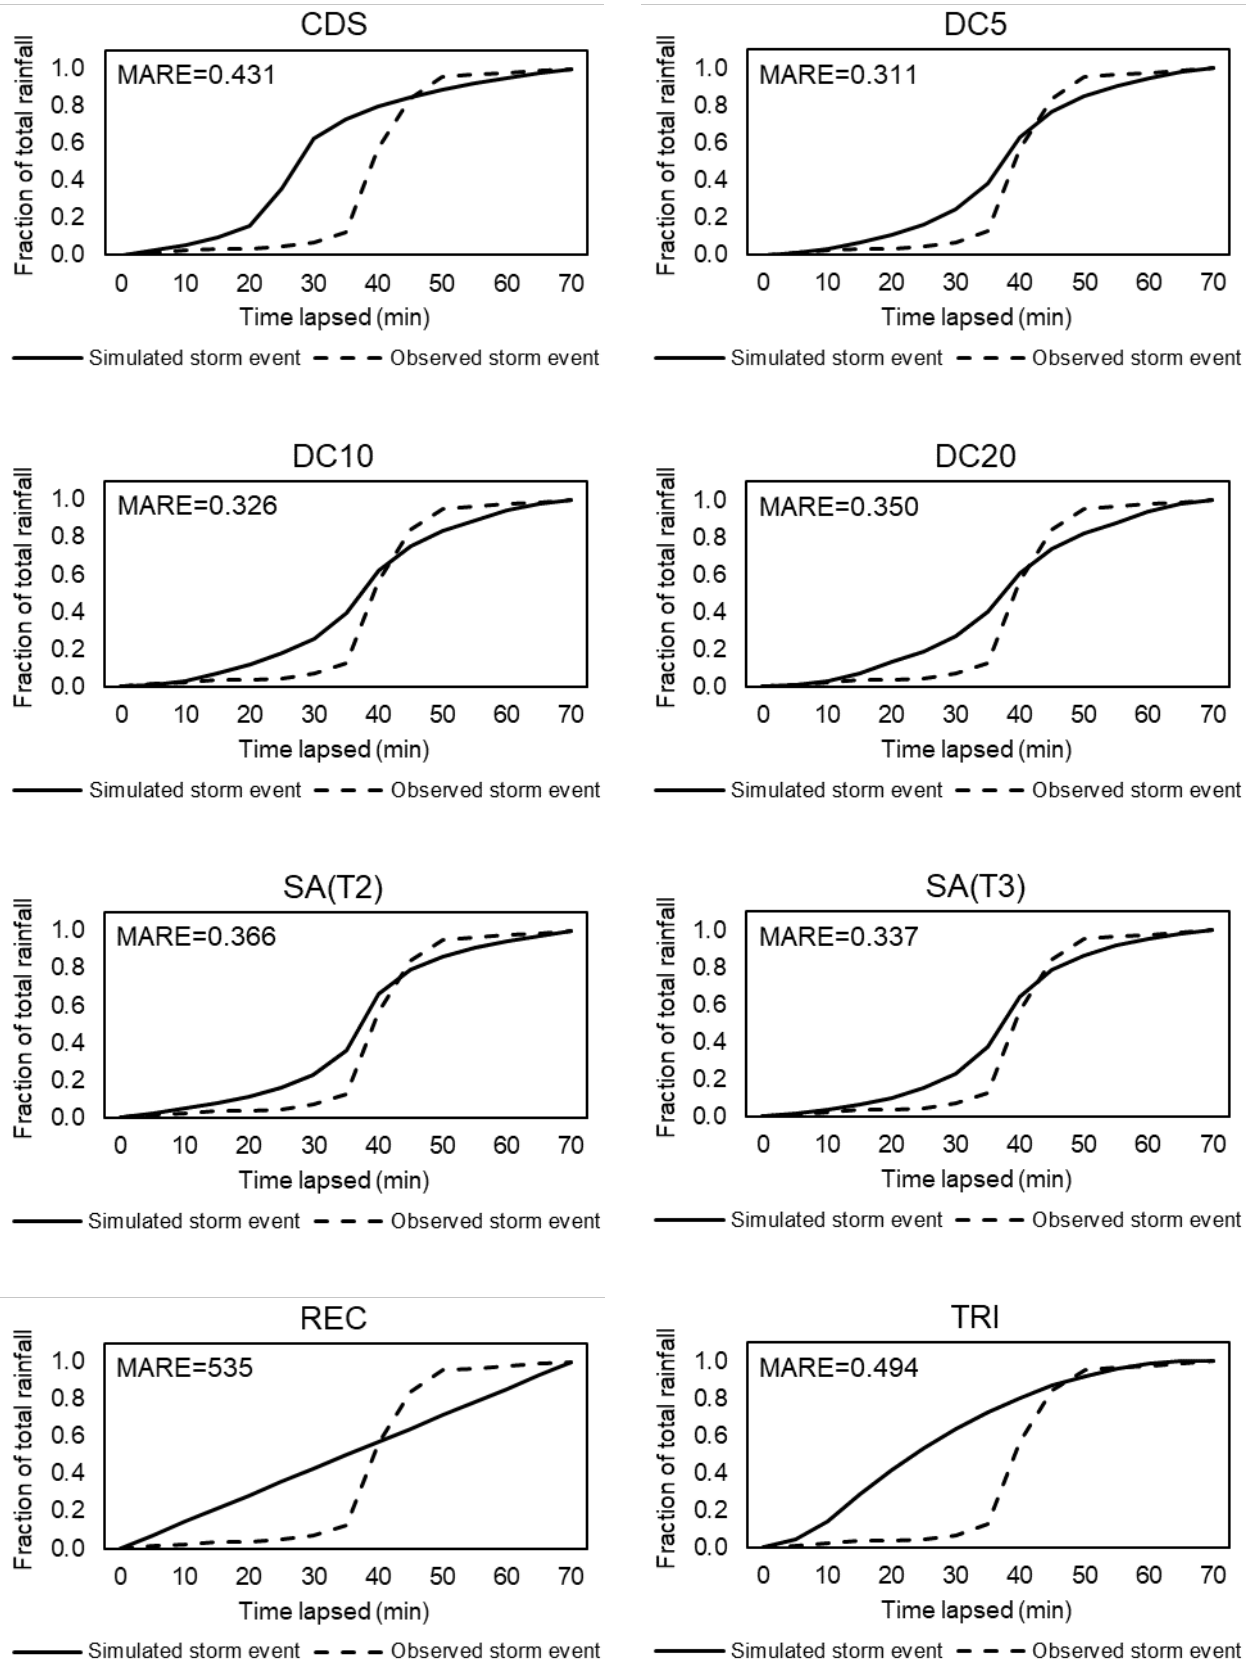 CDS
Fraction of total rainfall
MARE=0.431
1.0
0.8
0.6
0.4
0.2
0.0
0 10 20 30 40 50 60 70
Time lapsed (min)
Simulated storm event Observed storm event
DC5
Fraction of total rainfall
MARE=0.311
1.0
0.8
0.6
0.4
0.2
0.0
0 10 20 30 40 50 60 70
Time lapsed (min)
Simulated storm event Observed storm event
DC10
Fraction of total rainfall
MARE=0.326
1.0
0.8
0.6
0.4
0.2
0.0
0 10 20 30 40 50 60 70
Time lapsed (min)
Simulated storm event Observed storm event
DC20
Fraction of total rainfall
MARE=0.350
1.0
0.8
0.6
0.4
0.2
0.0
0 10 20 30 40 50 60 70
Time lapsed (min)
Simulated storm event Observed storm event
SA(T2)
Fraction of total rainfall
MARE=0.366
1.0
0.8
0.6
0.4
0.2
0.0
0 10 20 30 40 50 60 70
Time lapsed (min)
Simulated storm event Observed storm event
SA(T3)
Fraction of total rainfall
MARE=0.337
1.0
0.8
0.6
0.4
0.2
0.0
0 10 20 30 40 50 60 70
Time lapsed (min)
Simulated storm event Observed storm event
REC
Fraction of total rainfall
MARE=535
1.0
0.8
0.6
0.4
0.2
0.0
0 10 20 30 40 50 60 70
Time lapsed (min)
Simulated storm event Observed storm event
TRI
Fraction of total rainfall
MARE=0.494
1.0
0.8
0.6
0.4
0.2
0.0
0 10 20 30 40 50 60 70
Time lapsed (min)
Simulated storm event Observed storm event